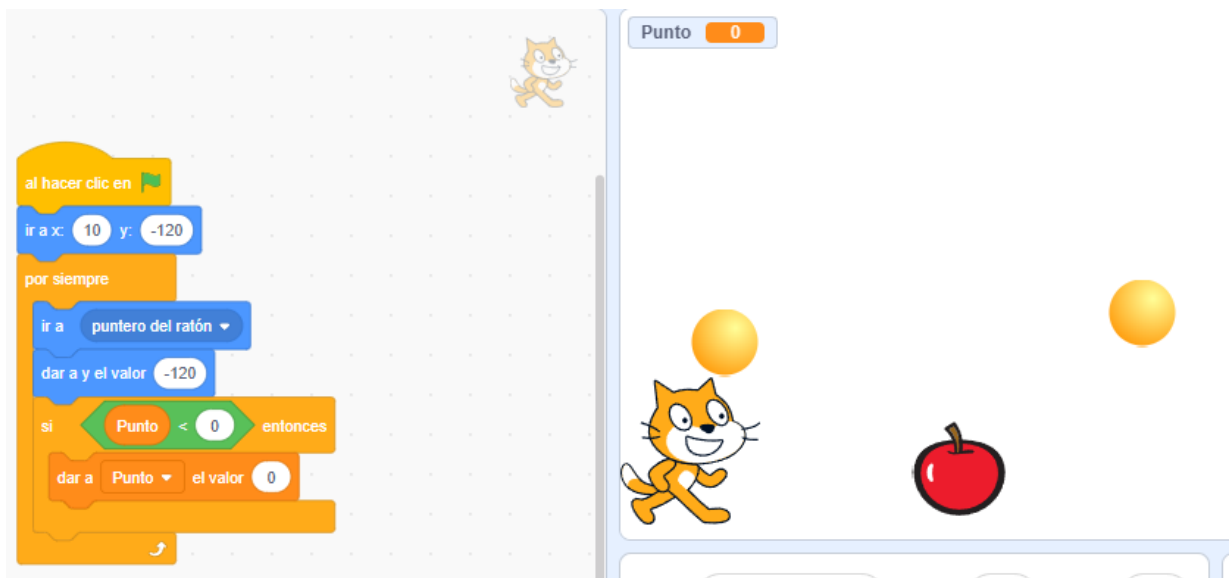 al hacer clic en
ir a x: 10 y: -120
por siempre
ir a puntero del ratón
dar a y el valor -120
si Punto < 0 entonces
dar a Punto el valor 0
Punto 0